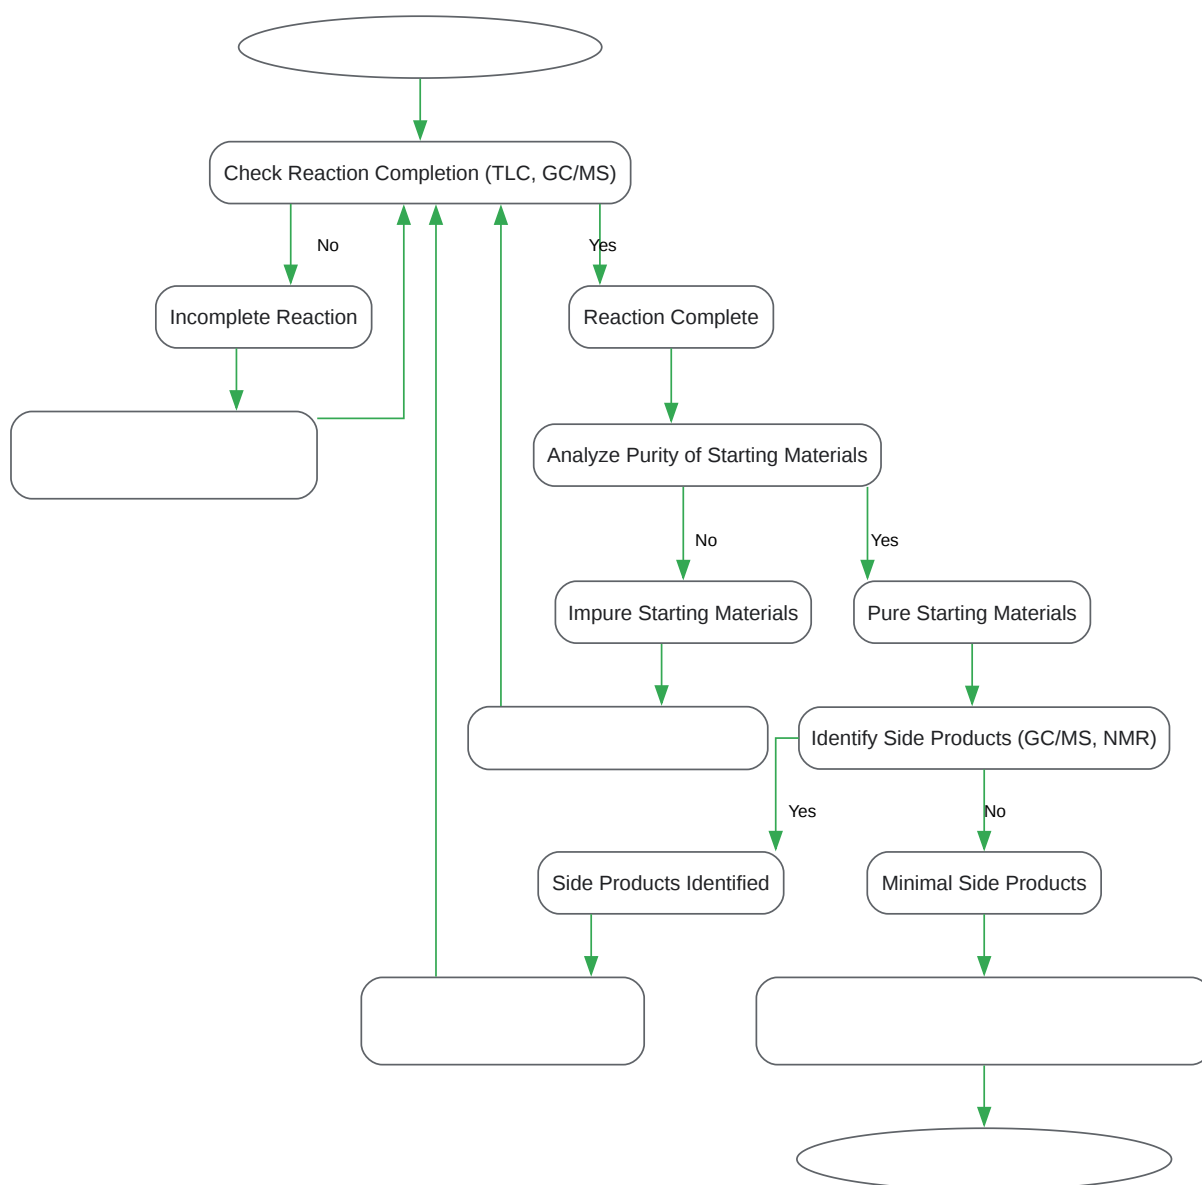 Check Reaction Completion (TLC, GC/MS)
No
Yes
Incomplete Reaction
Reaction Complete
Analyze Purity of Starting Materials
No
Yes
Impure Starting Materials
Pure Starting Materials
Identify Side Products (GC/MS, NMR)
Yes
No
Side Products Identified
Minimal Side Products